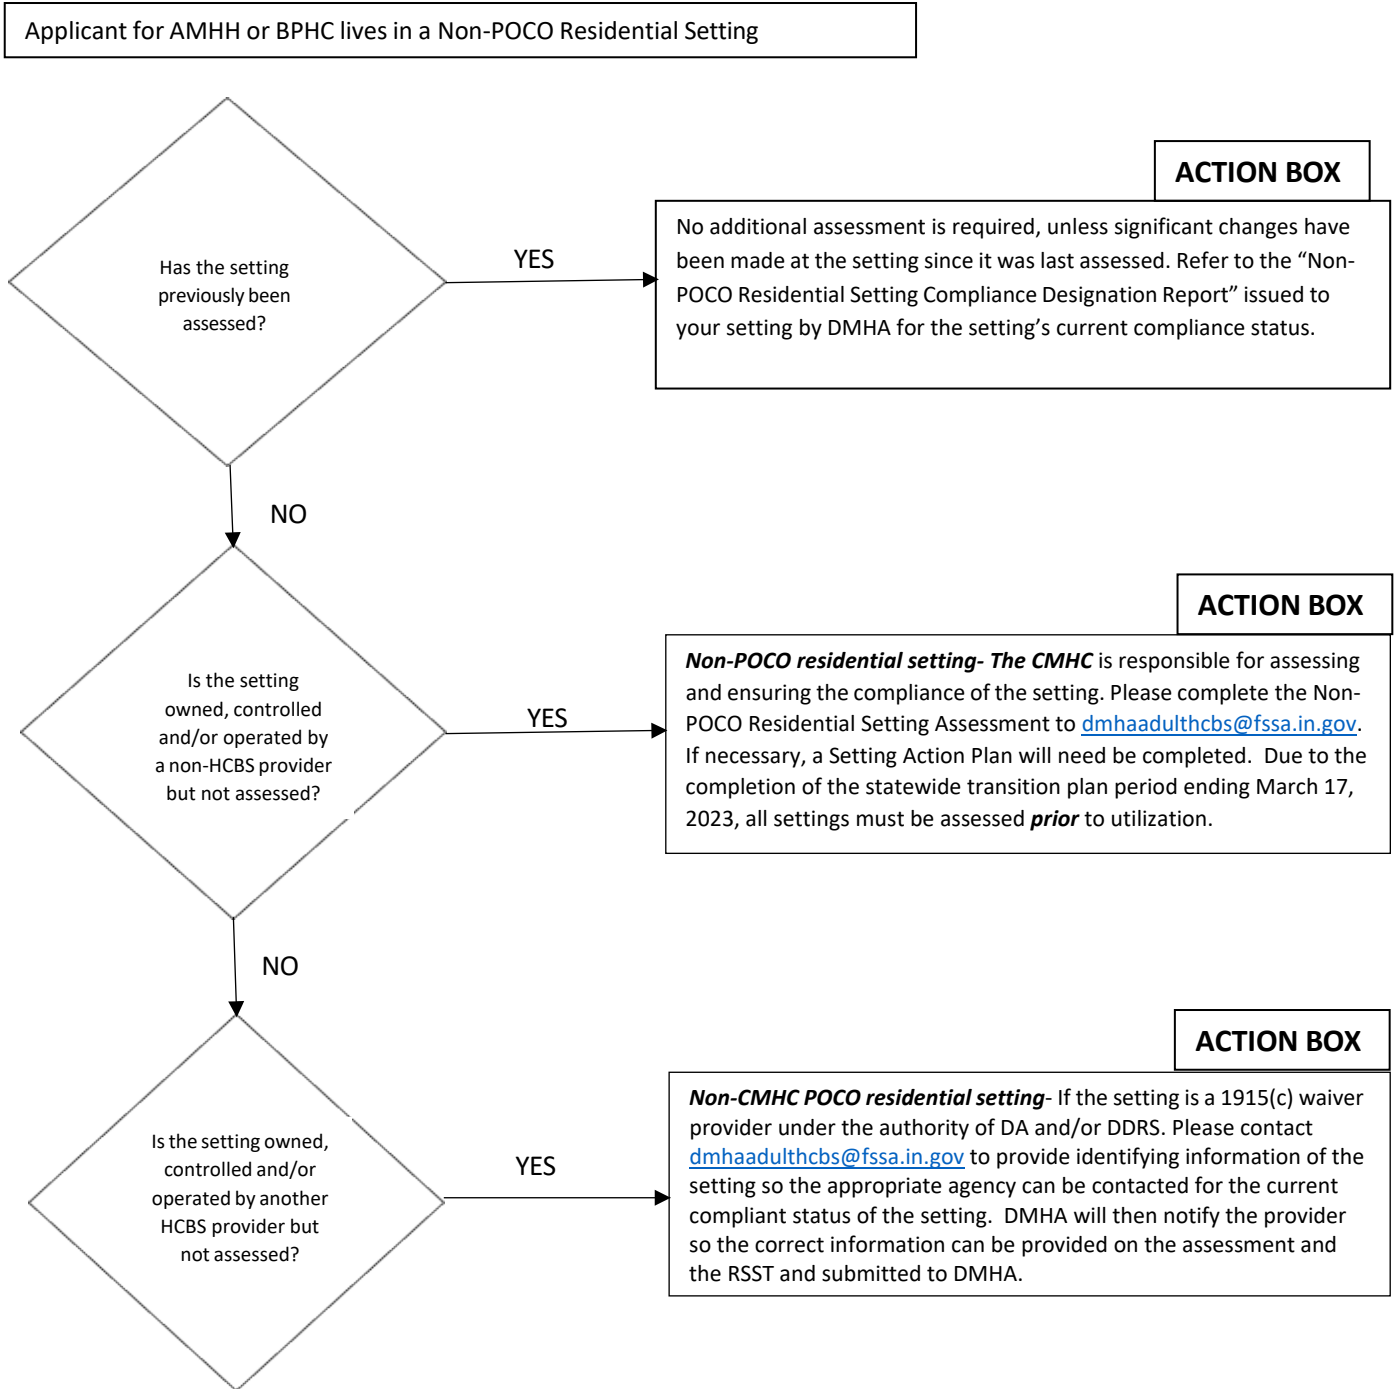 Applicant for AMHH or BPHC lives in a Non-POCO Residential Setting
Has the setting
previously been
assessed?
YES
ACTION BOX
No additional assessment is required, unless significant changes have
been made at the setting since it was last assessed. Refer to the “Non-
POCO Residential Setting Compliance Designation Report” issued to
your setting by DMHA for the setting’s current compliance status.
NO
Is the setting
owned, controlled
and/or operated by
a non-HCBS provider
but not assessed?
YES
ACTION BOX
Non-POCO residential setting- The CMHC is responsible for assessing
and ensuring the compliance of the setting. Please complete the Non-
POCO Residential Setting Assessment to dmhaadulthcbs@fssa.in.gov.
If necessary, a Setting Action Plan will need be completed.  Due to the
completion of the statewide transition plan period ending March 17,
2023, all settings must be assessed prior to utilization.
NO
Is the setting owned,
controlled and/or
operated by another
HCBS provider but
not assessed?
YES
ACTION BOX
Non-CMHC POCO residential setting- If the setting is a 1915(c) waiver
provider under the authority of DA and/or DDRS. Please contact
dmhaadulthcbs@fssa.in.gov to provide identifying information of the
setting so the appropriate agency can be contacted for the current
compliant status of the setting.  DMHA will then notify the provider
so the correct information can be provided on the assessment and
the RSST and submitted to DMHA.